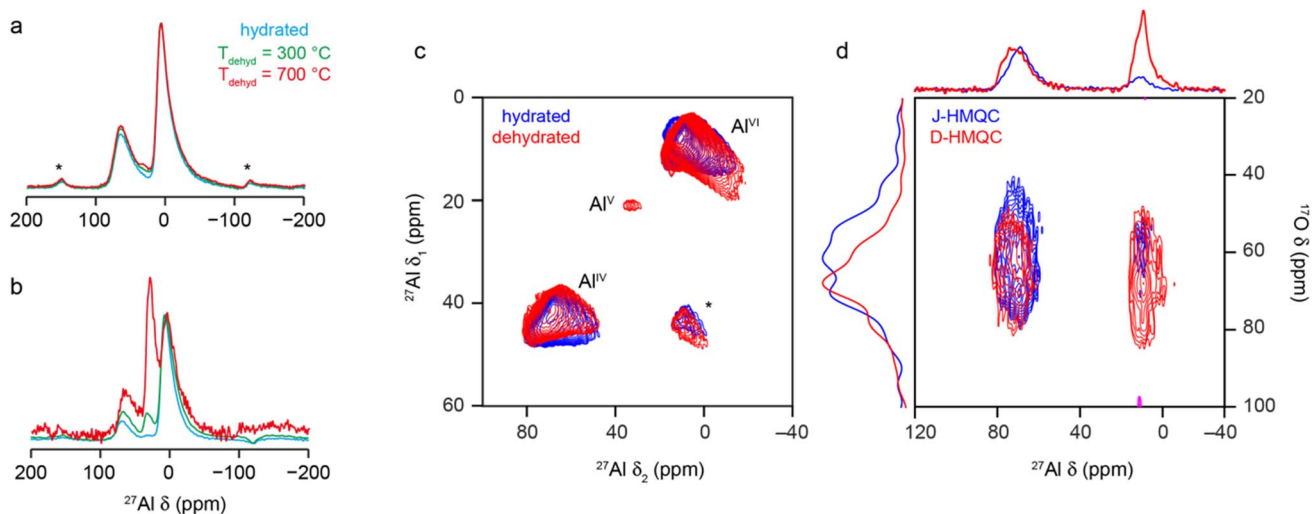 a
hydrated
T_dehyd = 300 °C
T_dehyd = 700 °C
* *
200 100 0 −100 −200
b
200 100 0 −100 −200
²⁷Al δ (ppm)
c
hydrated
dehydrated
Al^VI
Al^V
Al^IV
*
0
20
40
60
²⁷Al δ₁ (ppm)
80 40 0 −40
²⁷Al δ₂ (ppm)
d
J-HMQC
D-HMQC
20
40
60
80
100
¹⁷O δ (ppm)
120 80 40 0 −40
²⁷Al δ (ppm)